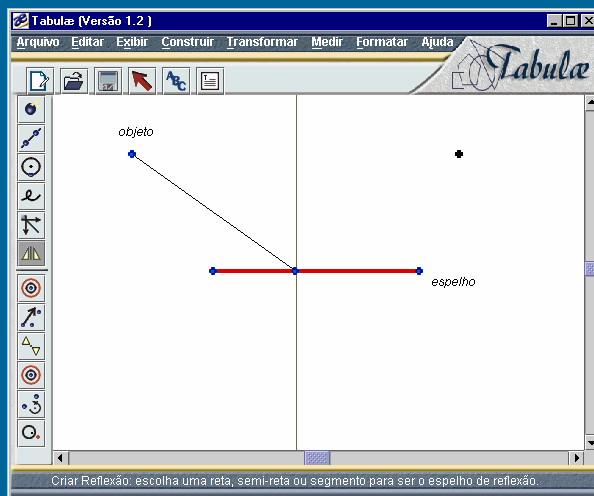 Tabulæ (Versão 1.2 )
Arquivo Editar Exibir Construir Transformar Medir Formatar Ajuda
Tabulæ
ABC
T
objeto
espelho
Criar Reflexão: escolha uma reta, semi-reta ou segmento para ser o espelho de reflexão.